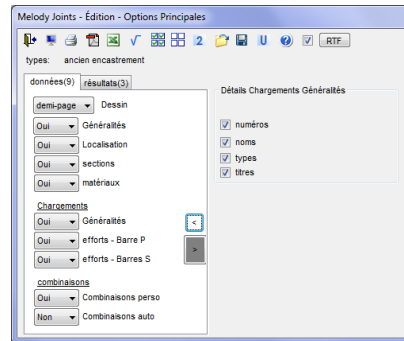 Melody Joints - Édition - Options Principales
2 U ? RTF
types: ancien encastrement
données(9) résultats(3)
demi-page Dessin
Oui Généralités
Oui Localisation
Oui sections
Oui matériaux
Chargements
Oui Généralités
Oui efforts - Barre P
Oui efforts - Barres S
combinaisons
Oui Combinaisons perso
Non Combinaisons auto
<
>
Détails Chargements Généralités
numéros
noms
types
titres